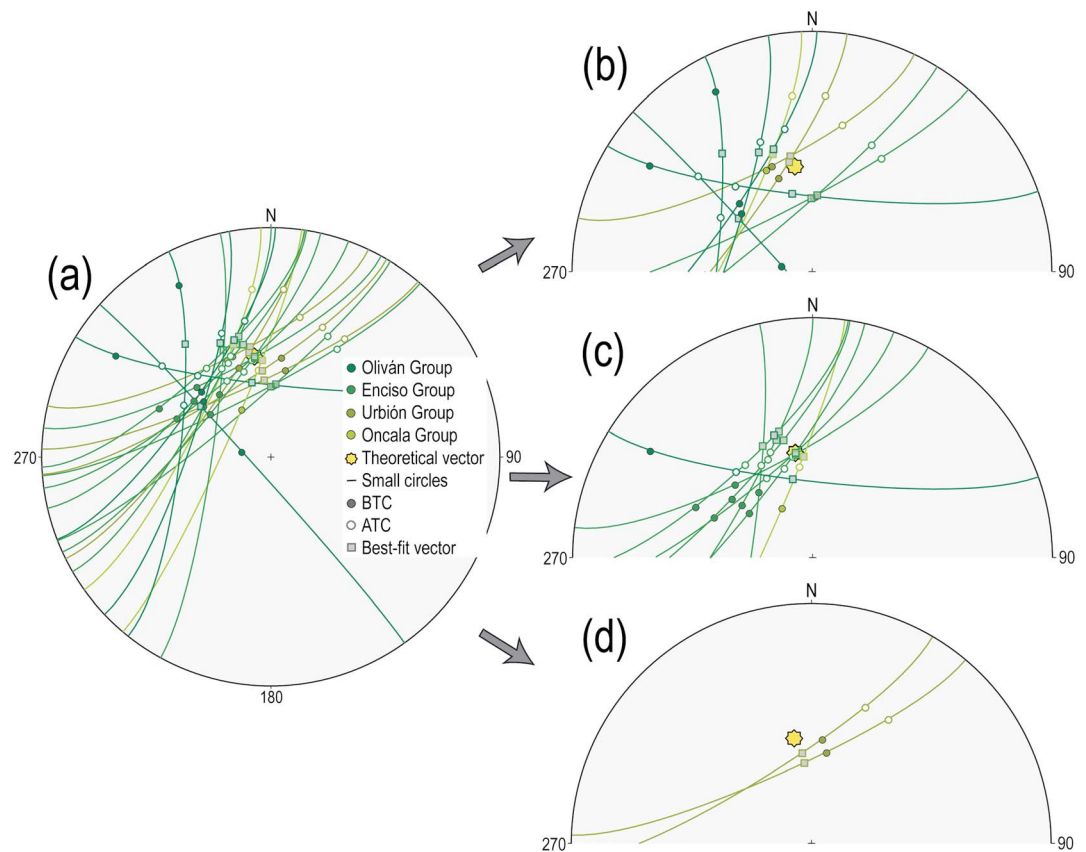 (a)
N
270
90
180
Oliván Group
Enciso Group
Urbión Group
Oncala Group
Theoretical vector
Small circles
BTC
ATC
Best-fit vector
(b)
N
270
90
(c)
N
270
90
(d)
N
270
90